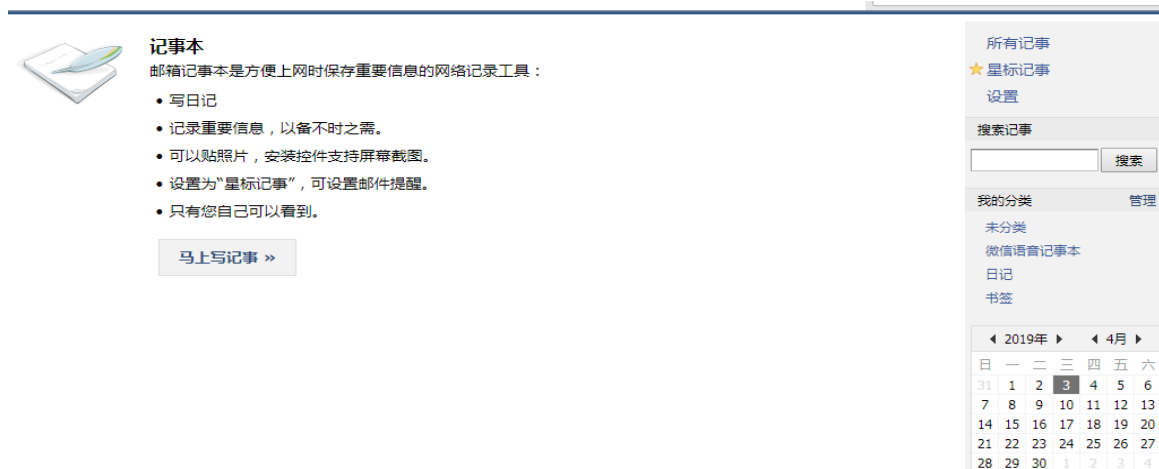 记事本
邮箱记事本是方便上网时保存重要信息的网络记录工具：
• 写日记
• 记录重要信息，以备不时之需。
• 可以贴照片，安装控件支持屏幕截图。
• 设置为“星标记事”，可设置邮件提醒。
• 只有您自己可以看到。
马上写记事 »
所有记事
星标记事
设置
搜索记事
搜索
我的分类 管理
未分类
微信语音记事本
日记
书签
2019年 4月
日 一 二 三 四 五 六
31 1 2 3 4 5 6
7 8 9 10 11 12 13
14 15 16 17 18 19 20
21 22 23 24 25 26 27
28 29 30 1 2 3 4